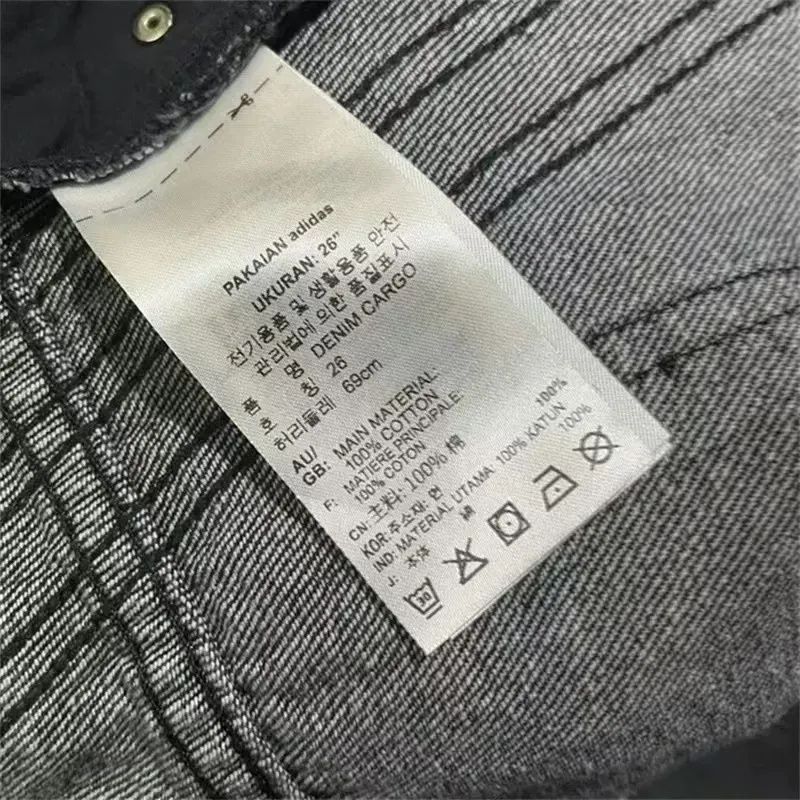 PAKAIAN adidas
UKURAN: 26"
전기용품 및 생활용품 안전
관리법에 의한 품질표시
품 명 DENIM CARGO
호 칭 26
허리둘레 69cm
AU/
GB: MAIN MATERIAL:
100% COTTON
F: MATIERE PRINCIPALE:
100% COTON
CN: 主料: 100% 棉
KOR: 주소재: 면 100%
IND: MATERIAL UTAMA: 100% KATUN
J: 本体 綿 100%